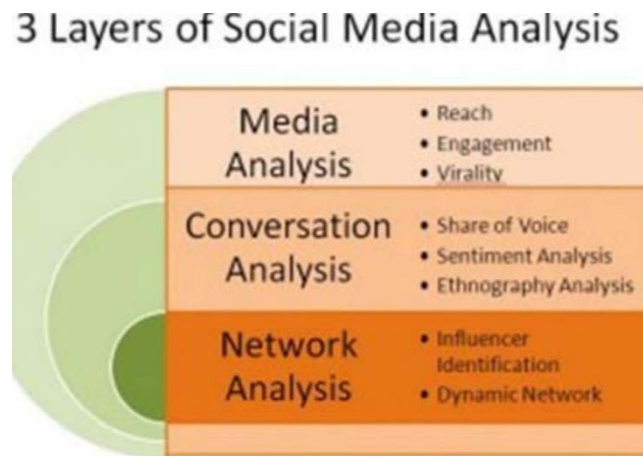 3 Layers of Social Media Analysis
Media
Analysis
• Reach
• Engagement
• Virality
Conversation
Analysis
• Share of Voice
• Sentiment Analysis
• Ethnography Analysis
Network
Analysis
• Influencer
Identification
• Dynamic Network